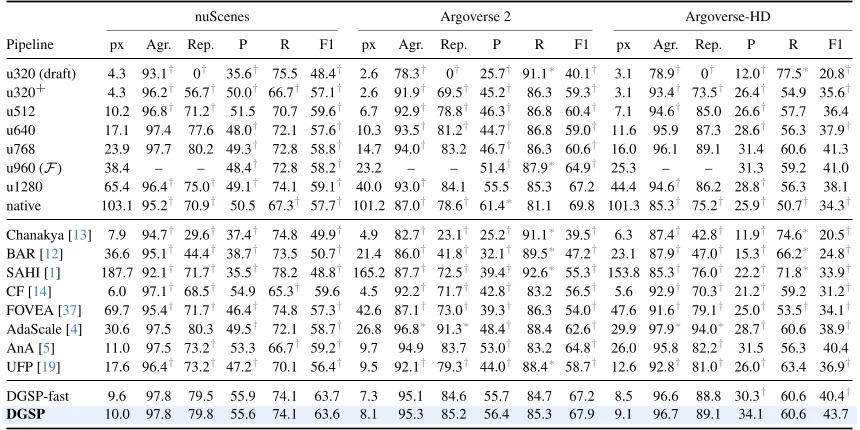 nuScenes Argoverse 2 Argoverse-HD
Pipeline px Agr. Rep. P R F1 px Agr. Rep. P R F1 px Agr. Rep. P R F1
u320 (draft) 4.3 93.1† 0† 35.6† 75.5 48.4† 2.6 78.3† 0† 25.7† 91.1* 40.1† 3.1 78.9† 0† 12.0† 77.5* 20.8†
u320+ 4.3 96.2† 56.7† 50.0† 66.7† 57.1† 2.6 91.9† 69.5† 45.2† 86.3 59.3† 3.1 93.4† 73.5† 26.4† 54.9 35.6†
u512 10.2 96.8† 71.2† 51.5 70.7 59.6† 6.7 92.9† 78.8† 46.3† 86.8 60.4† 7.1 94.6† 85.0 26.6† 57.7 36.4
u640 17.1 97.4 77.6 48.0† 72.1 57.6† 10.3 93.5† 81.2† 44.7† 86.8 59.0† 11.6 95.9 87.3 28.6† 56.3 37.9†
u768 23.9 97.7 80.2 49.3† 72.8 58.8† 14.7 94.0† 83.2 46.7† 86.3 60.6† 16.0 96.1 89.1 31.4 60.6 41.3
u960 (F) 38.4 – – 48.4† 72.8 58.2† 23.2 – – 51.4† 87.9* 64.9† 25.3 – – 31.3 59.2 41.0
u1280 65.4 96.4† 75.0† 49.1† 74.1 59.1† 40.0 93.0† 84.1 55.5 85.3 67.2 44.4 94.6† 86.2 28.8† 56.3 38.1
native 103.1 95.2† 70.9† 50.5 67.3† 57.7† 101.2 87.0† 78.6† 61.4* 81.1 69.8 101.3 85.3† 75.2† 25.9† 50.7† 34.3†
Chanakya [13] 7.9 94.7† 29.6† 37.4† 74.8 49.9† 4.9 82.7† 23.1† 25.2† 91.1* 39.5† 6.3 87.4† 42.8† 11.9† 74.6* 20.5†
BAR [12] 36.6 95.1† 44.4† 38.7† 73.5 50.7† 21.4 86.0† 41.8† 32.1† 89.5* 47.2† 23.1 87.9† 47.0† 15.3† 66.2* 24.8†
SAHI [1] 187.7 92.1† 71.7† 35.5† 78.2 48.8† 165.2 87.7† 72.5† 39.4† 92.6* 55.3† 153.8 85.3† 76.0† 22.2† 71.8* 33.9†
CF [14] 6.0 97.1† 68.5† 54.9 65.3† 59.6 4.5 92.2† 71.7† 42.8† 83.2 56.5† 5.6 92.9† 70.3† 21.2† 59.2 31.2†
FOVEA [37] 69.7 95.4† 71.7† 46.4† 74.8 57.3† 42.6 87.1† 73.0† 39.3† 86.3 54.0† 47.6 91.6† 79.1† 25.0† 53.5† 34.1†
AdaScale [4] 30.6 97.5 80.3 49.5† 72.1 58.7† 26.8 96.8* 91.3* 48.4† 88.4 62.6† 29.9 97.9* 94.0* 28.7† 60.6 38.9†
AnA [5] 11.0 97.5 73.2† 53.3 66.7† 59.2† 9.7 94.9 83.7 53.0† 83.2 64.8† 26.0 95.8 82.2† 31.5 56.3 40.4
UFP [19] 17.6 96.4† 73.2† 47.2† 70.1 56.4† 9.5 92.1† 79.3† 44.0† 88.4* 58.7† 12.6 92.8† 81.0† 26.0† 63.4 36.9†
DGSP-fast 9.6 97.8 79.5 55.9 74.1 63.7 7.3 95.1 84.6 55.7 84.7 67.2 8.5 96.6 88.8 30.3† 60.6 40.4†
DGSP 10.0 97.8 79.8 55.6 74.1 63.6 8.1 95.3 85.2 56.4 85.3 67.9 9.1 96.7 89.1 34.1 60.6 43.7